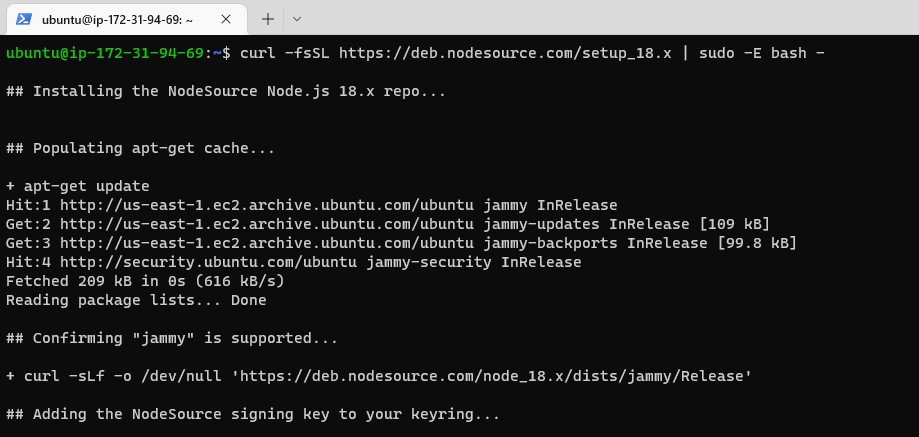 ubuntu@ip-172-31-94-69: ~
ubuntu@ip-172-31-94-69:~$ curl -fsSL https://deb.nodesource.com/setup_18.x | sudo -E bash -
## Installing the NodeSource Node.js 18.x repo...
## Populating apt-get cache...
+ apt-get update
Hit:1 http://us-east-1.ec2.archive.ubuntu.com/ubuntu jammy InRelease
Get:2 http://us-east-1.ec2.archive.ubuntu.com/ubuntu jammy-updates InRelease [109 kB]
Get:3 http://us-east-1.ec2.archive.ubuntu.com/ubuntu jammy-backports InRelease [99.8 kB]
Hit:4 http://security.ubuntu.com/ubuntu jammy-security InRelease
Fetched 209 kB in 0s (616 kB/s)
Reading package lists... Done
## Confirming "jammy" is supported...
+ curl -sLf -o /dev/null 'https://deb.nodesource.com/node_18.x/dists/jammy/Release'
## Adding the NodeSource signing key to your keyring...